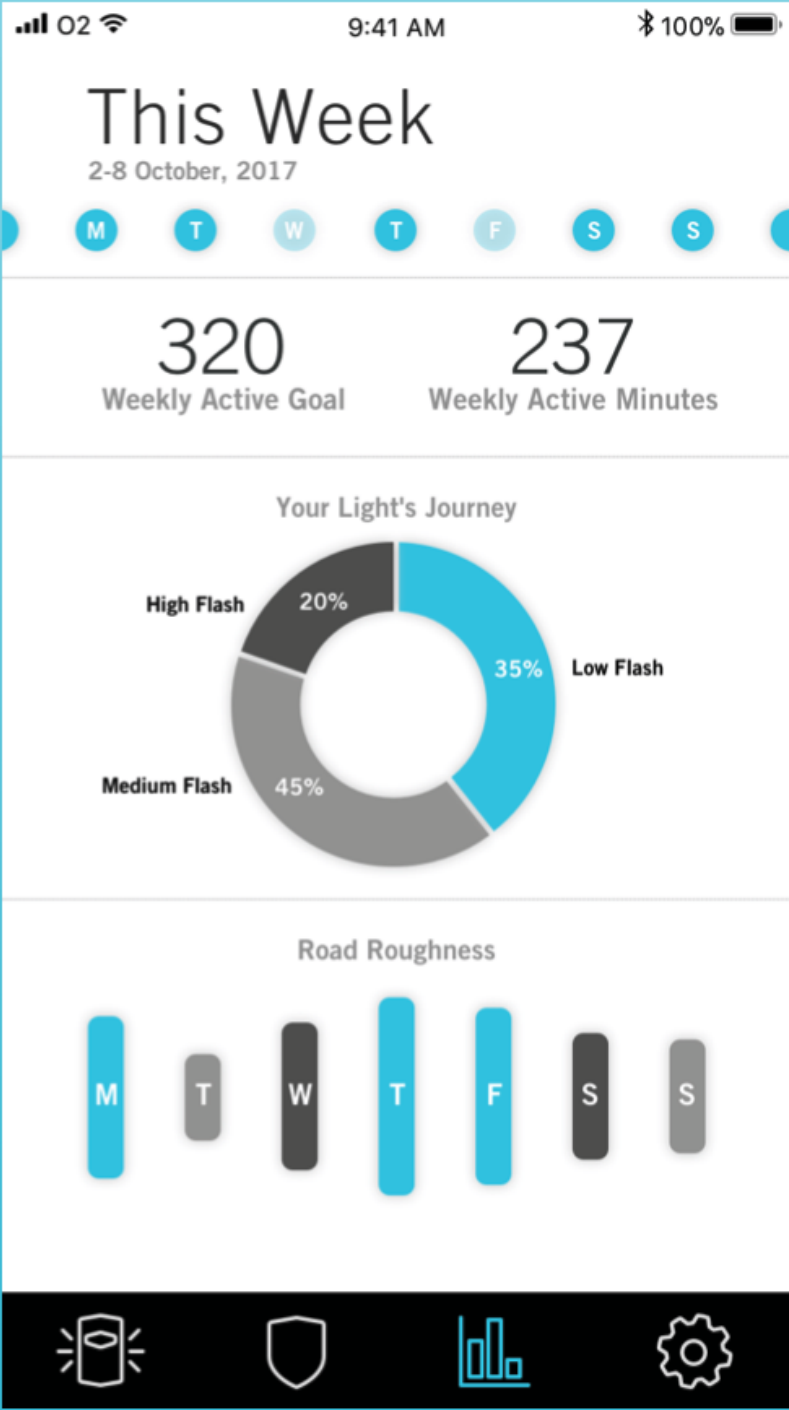 O2 9:41 AM 100%
This Week
2-8 October, 2017
M T W T F S S
320 237
Weekly Active Goal Weekly Active Minutes
Your Light's Journey
High Flash 20%
35% Low Flash
Medium Flash 45%
Road Roughness
M T W T F S S